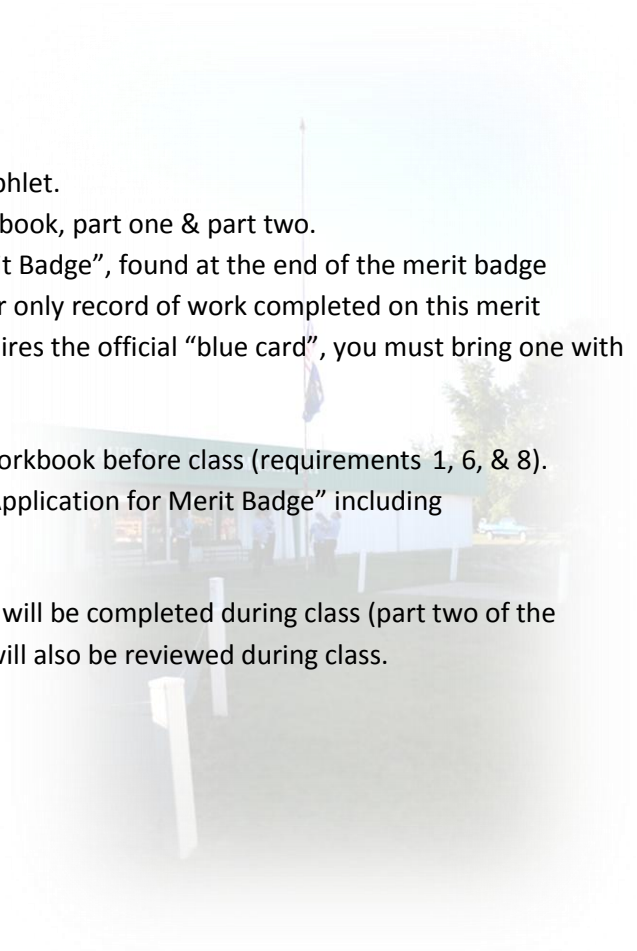 phlet.
book, part one & part two.
t Badge”, found at the end of the merit badge
r only record of work completed on this merit
ires the official “blue card”, you must bring one with
orkbook before class (requirements 1, 6, & 8).
Application for Merit Badge” including
will be completed during class (part two of the
will also be reviewed during class.